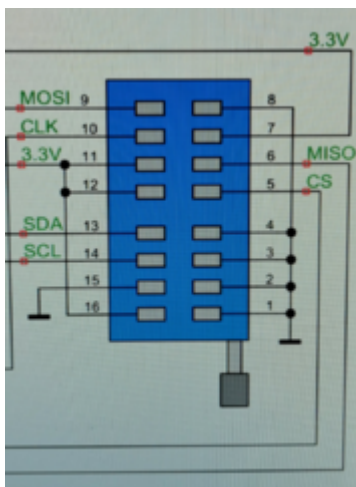 3.3V
MOSI 9 8
CLK 10 7
3.3V 11 6 MISO
12 5 CS
SDA 13 4
SCL 14 3
15 2
16 1